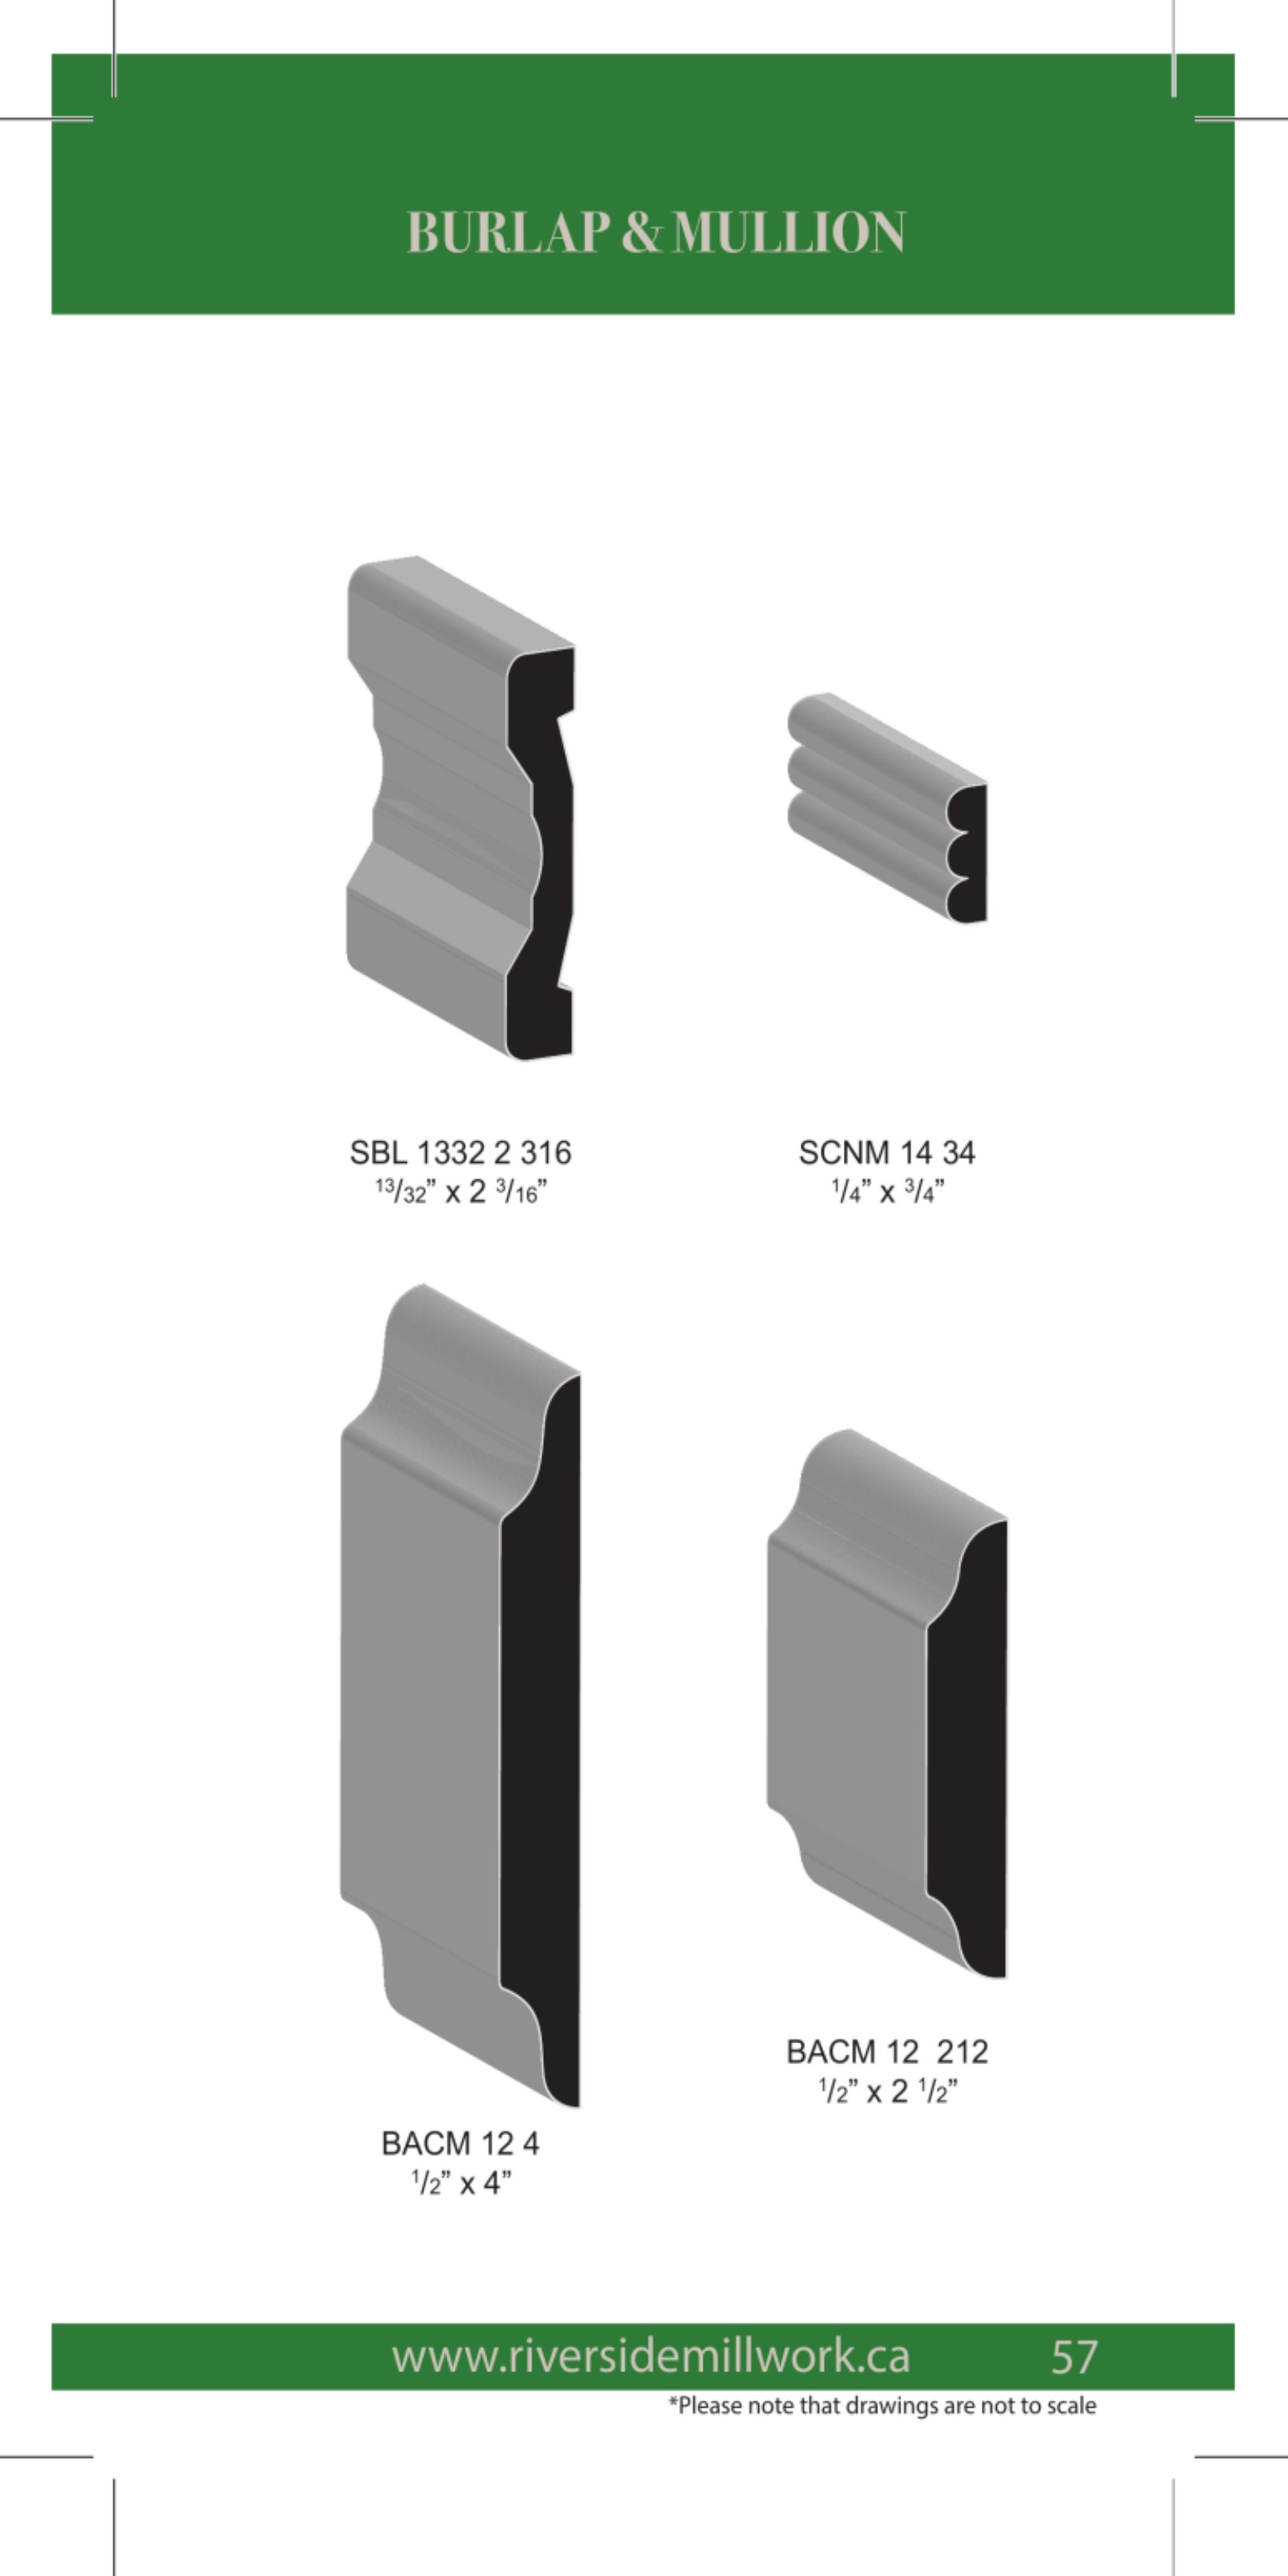 BURLAP & MULLION
SBL 1332 2 316
13/32” x 2 3/16”
SCNM 14 34
1/4” x 3/4”
BACM 12  212
1/2” x 2 1/2”
BACM 12 4
1/2” x 4”
www.riversidemillwork.ca
57
*Please note that drawings are not to scale